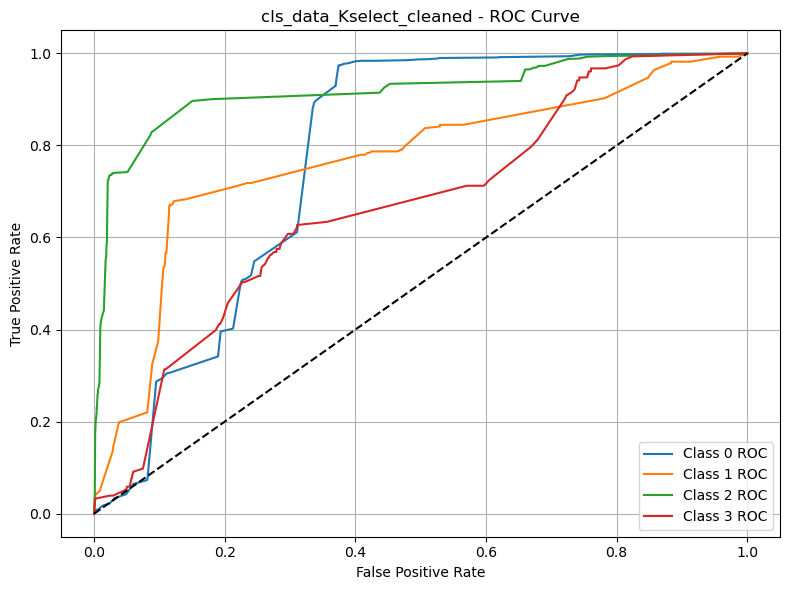 cls_data_Kselect_cleaned - ROC Curve
True Positive Rate
1.0
0.8
0.6
0.4
0.2
0.0
Class 0 ROC
Class 1 ROC
Class 2 ROC
Class 3 ROC
0.0 0.2 0.4 0.6 0.8 1.0
False Positive Rate